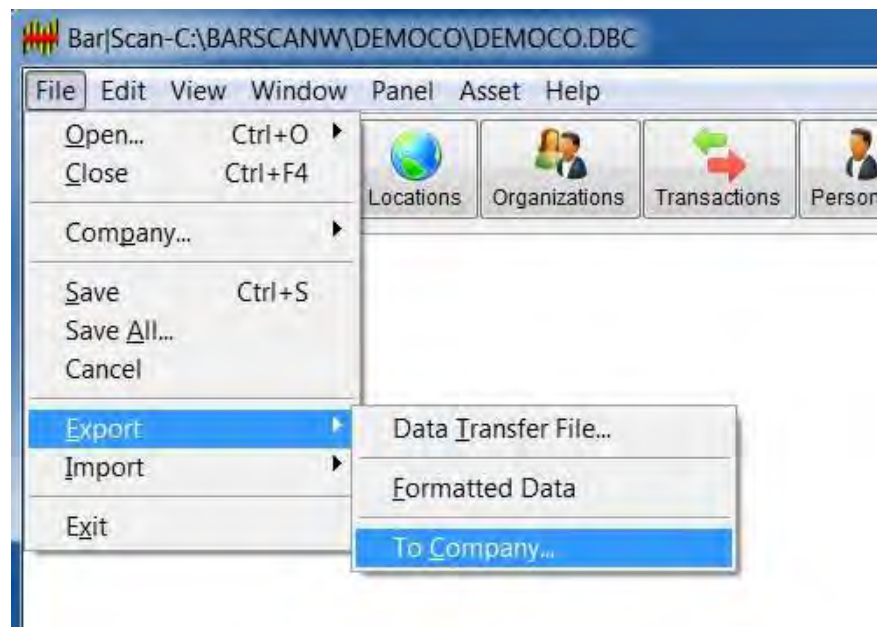 Bar|Scan-C:\BARSCANW\DEMOCO\DEMOCO.DBC
File Edit View Window Panel Asset Help
Open... Ctrl+O
Close Ctrl+F4
Locations Organizations Transactions Person
Company...
Save Ctrl+S
Save All...
Cancel
Export
Data Transfer File...
Import
Formatted Data
Exit
To Company...